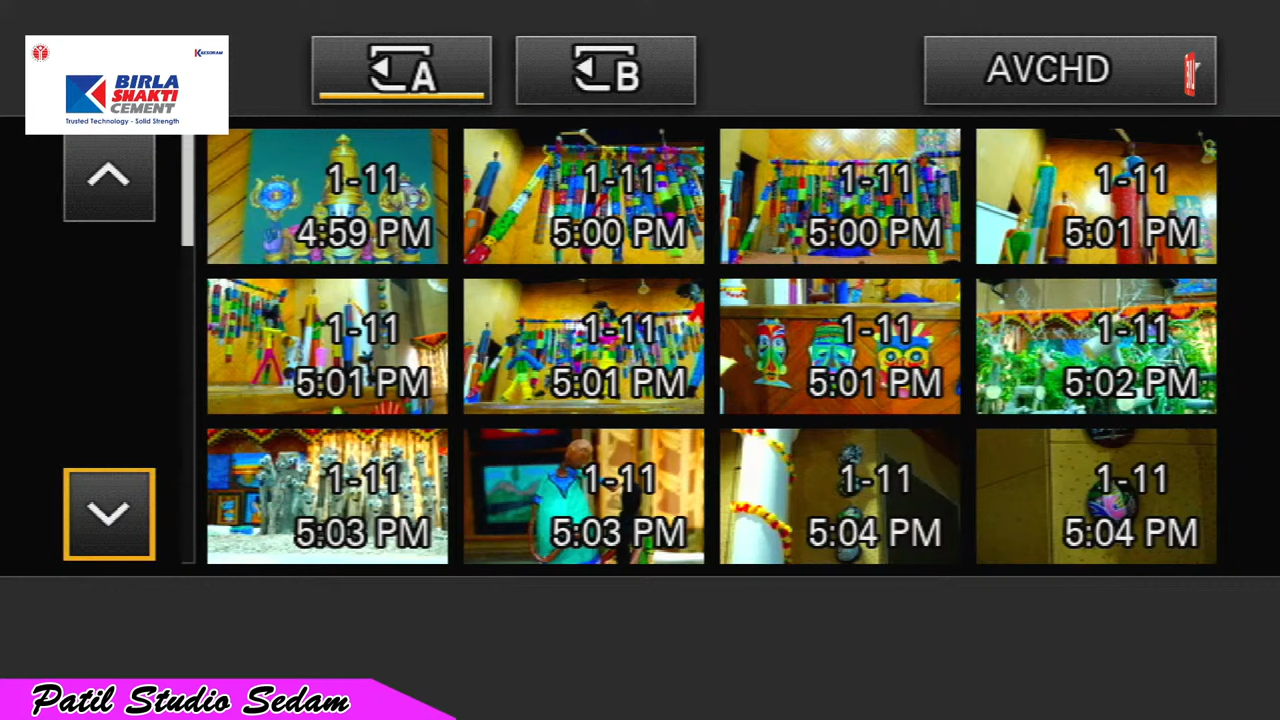 KESORAM
BIRLA
SHAKTI
CEMENT
Trusted Technology - Solid Strength
A
B
AVCHD
1-11
4:59 PM
1-11
5:00 PM
1-11
5:00 PM
1-11
5:01 PM
1-11
5:01 PM
1-11
5:01 PM
1-11
5:01 PM
1-11
5:02 PM
1-11
5:03 PM
1-11
5:03 PM
1-11
5:04 PM
1-11
5:04 PM
Patil Studio Sedam